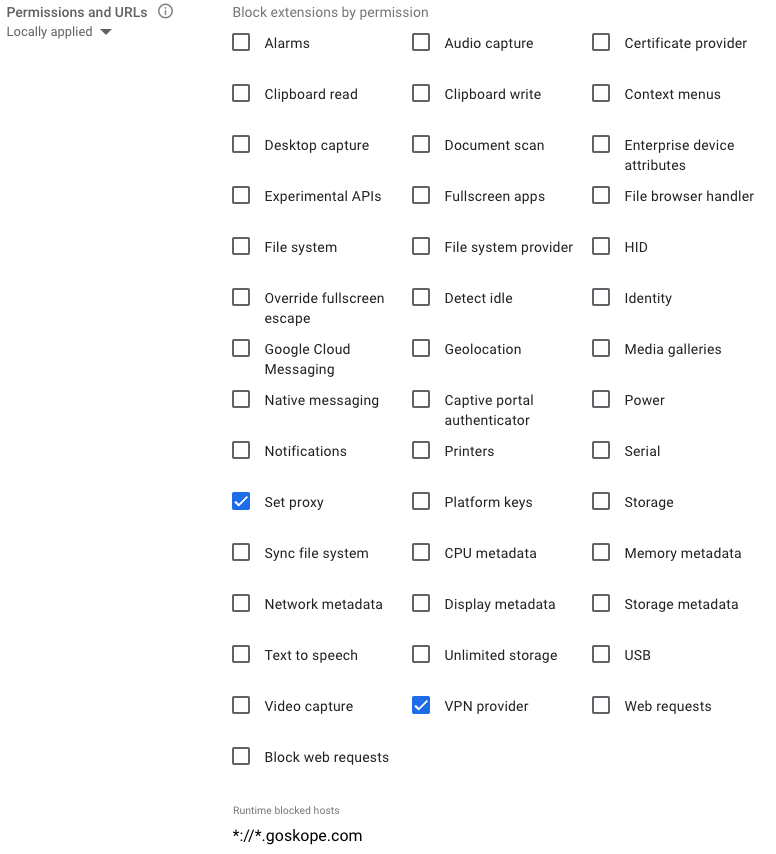 Permissions and URLs
Locally applied
Block extensions by permission
Alarms
Audio capture
Certificate provider
Clipboard read
Clipboard write
Context menus
Desktop capture
Document scan
Enterprise device
attributes
Experimental APIs
Fullscreen apps
File browser handler
File system
File system provider
HID
Override fullscreen
escape
Detect idle
Identity
Google Cloud
Messaging
Geolocation
Media galleries
Native messaging
Captive portal
authenticator
Power
Notifications
Printers
Serial
Set proxy
Platform keys
Storage
Sync file system
CPU metadata
Memory metadata
Network metadata
Display metadata
Storage metadata
Text to speech
Unlimited storage
USB
Video capture
VPN provider
Web requests
Block web requests
Runtime blocked hosts
*://*.goskope.com